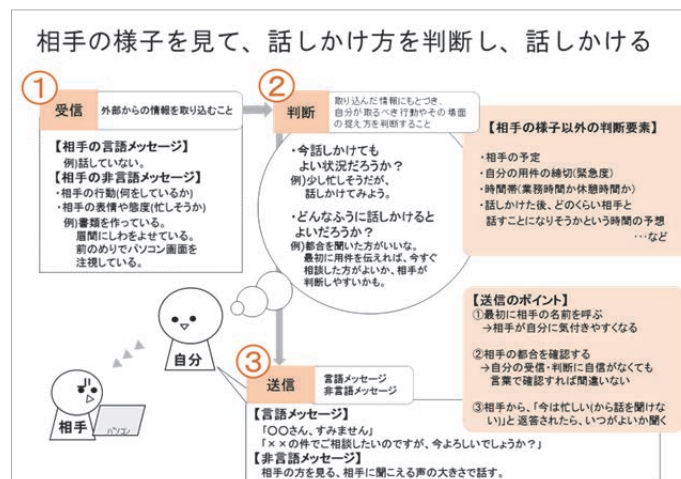 相手の様子を見て、話しかけ方を判断し、話しかける
①
受信
外部からの情報を取り込むこと
【相手の言語メッセージ】
例)話していない。
【相手の非言語メッセージ】
・相手の行動(何をしているか)
・相手の表情や態度(忙しそうか)
例)書類を作っている。
眉間にしわをよせている。
前のめりでパソコン画面を
注視している。
②
判断
取り込んだ情報にもとづき、
自分が取るべき行動やその場面
の捉え方を判断すること
・今話しかけても
よい状況だろうか？
例)少し忙しそうだが、
話しかけてみよう。
・どんなふうに話しかけると
よいだろうか？
例)都合を聞いた方がいいな。
最初に用件を伝えれば、今すぐ
相談した方がよいか、相手が
判断しやすいかも。
【相手の様子以外の判断要素】
・相手の予定
・自分の用件の締切(緊急度)
・時間帯(業務時間か休憩時間か)
・話しかけた後、どのくらい相手と
話すことになりそうかという時間の予想
…など
自分
相手
パソコン
③
送信
言語メッセージ
非言語メッセージ
【言語メッセージ】
「〇〇さん、すみません」
「××の件でご相談したいのですが、今よろしいでしょうか？」
【非言語メッセージ】
相手の方を見る、相手に聞こえる声の大きさで話す。
【送信のポイント】
①最初に相手の名前を呼ぶ
→相手が自分に気付きやすくなる
②相手の都合を確認する
→自分の受信・判断に自信がなくても
言葉で確認すれば間違いない
③相手から、「今は忙しい(から話を聞けな
い)」と返答されたら、いつがよいか聞く